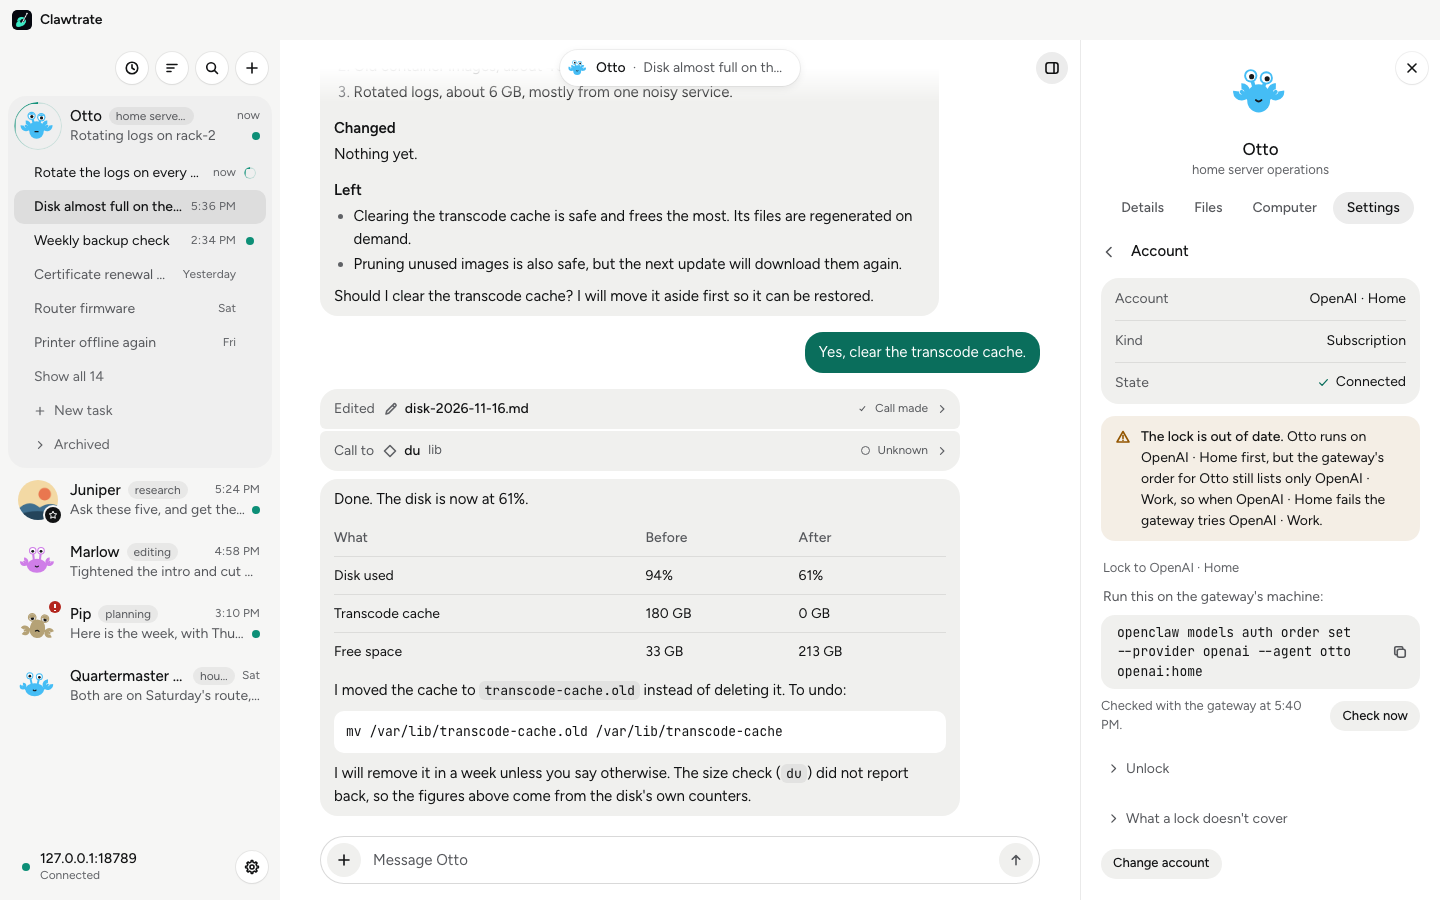 Clawtrate
Otto home serve... now
Rotating logs on rack-2
Rotate the logs on every ... now
Disk almost full on the... 5:36 PM
Weekly backup check 2:34 PM
Certificate renewal ... Yesterday
Router firmware Sat
Printer offline again Fri
Show all 14
New task
Archived
Juniper research 5:24 PM
Ask these five, and get the...
Marlow editing 4:58 PM
Tightened the intro and cut ...
Pip planning 3:10 PM
Here is the week, with Thu...
Quartermaster ... hou... Sat
Both are on Saturday's route,...
127.0.0.1:18789
Connected
Otto · Disk almost full on th...
3. Rotated logs, about 6 GB, mostly from one noisy service.
Changed
Nothing yet.
Left
• Clearing the transcode cache is safe and frees the most. Its files are regenerated on
demand.
• Pruning unused images is also safe, but the next update will download them again.
Should I clear the transcode cache? I will move it aside first so it can be restored.
Yes, clear the transcode cache.
Edited disk-2026-11-16.md Call made
Call to du lib Unknown
Done. The disk is now at 61%.
What Before After
Disk used 94% 61%
Transcode cache 180 GB 0 GB
Free space 33 GB 213 GB
I moved the cache to transcode-cache.old instead of deleting it. To undo:
mv /var/lib/transcode-cache.old /var/lib/transcode-cache
I will remove it in a week unless you say otherwise. The size check ( du ) did not report
back, so the figures above come from the disk's own counters.
Message Otto
Otto
home server operations
Details Files Computer Settings
Account
Account OpenAI · Home
Kind Subscription
State Connected
The lock is out of date. Otto runs on
OpenAI · Home first, but the gateway's
order for Otto still lists only OpenAI ·
Work, so when OpenAI · Home fails the
gateway tries OpenAI · Work.
Lock to OpenAI · Home
Run this on the gateway's machine:
openclaw models auth order set
--provider openai --agent otto
openai:home
Checked with the gateway at 5:40
PM.
Check now
Unlock
What a lock doesn't cover
Change account